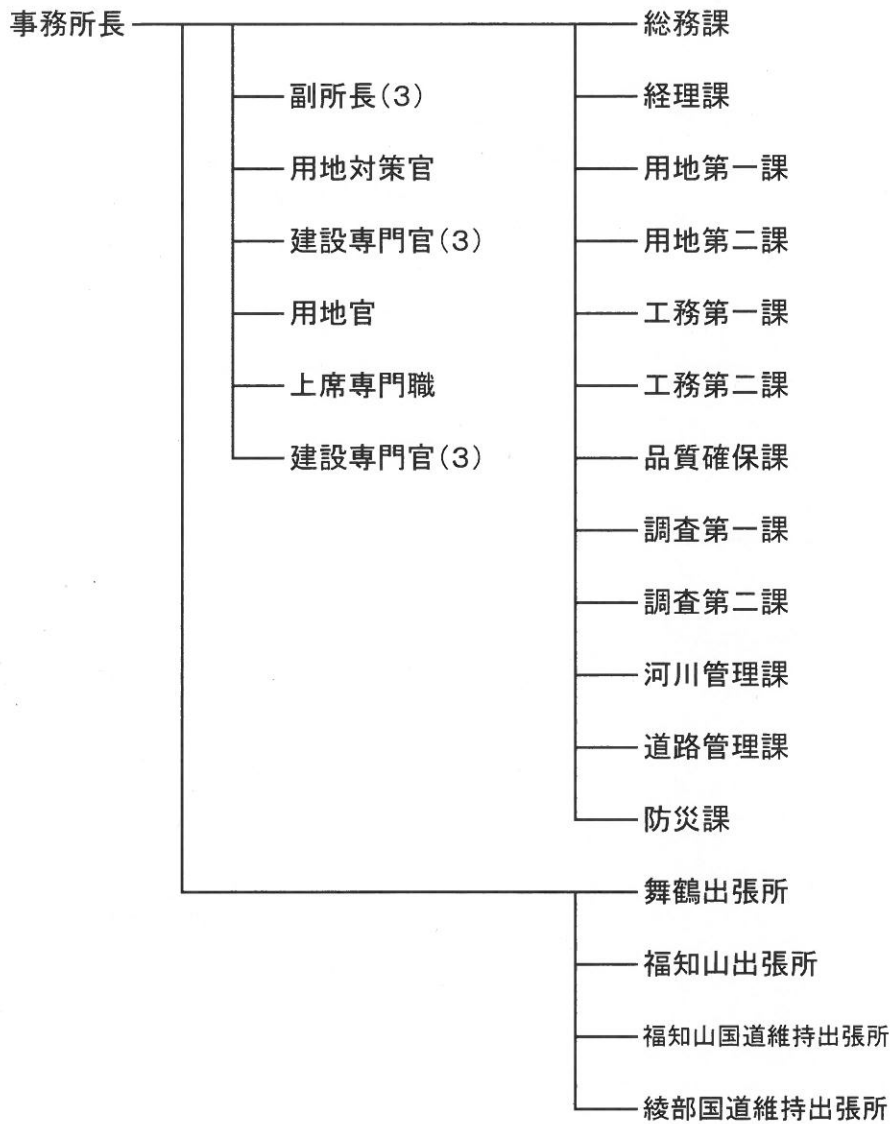 事務所長
副所長(3)
用地対策官
建設専門官(3)
用地官
上席専門職
建設専門官(3)
総務課
経理課
用地第一課
用地第二課
工務第一課
工務第二課
品質確保課
調査第一課
調査第二課
河川管理課
道路管理課
防災課
舞鶴出張所
福知山出張所
福知山国道維持出張所
綾部国道維持出張所